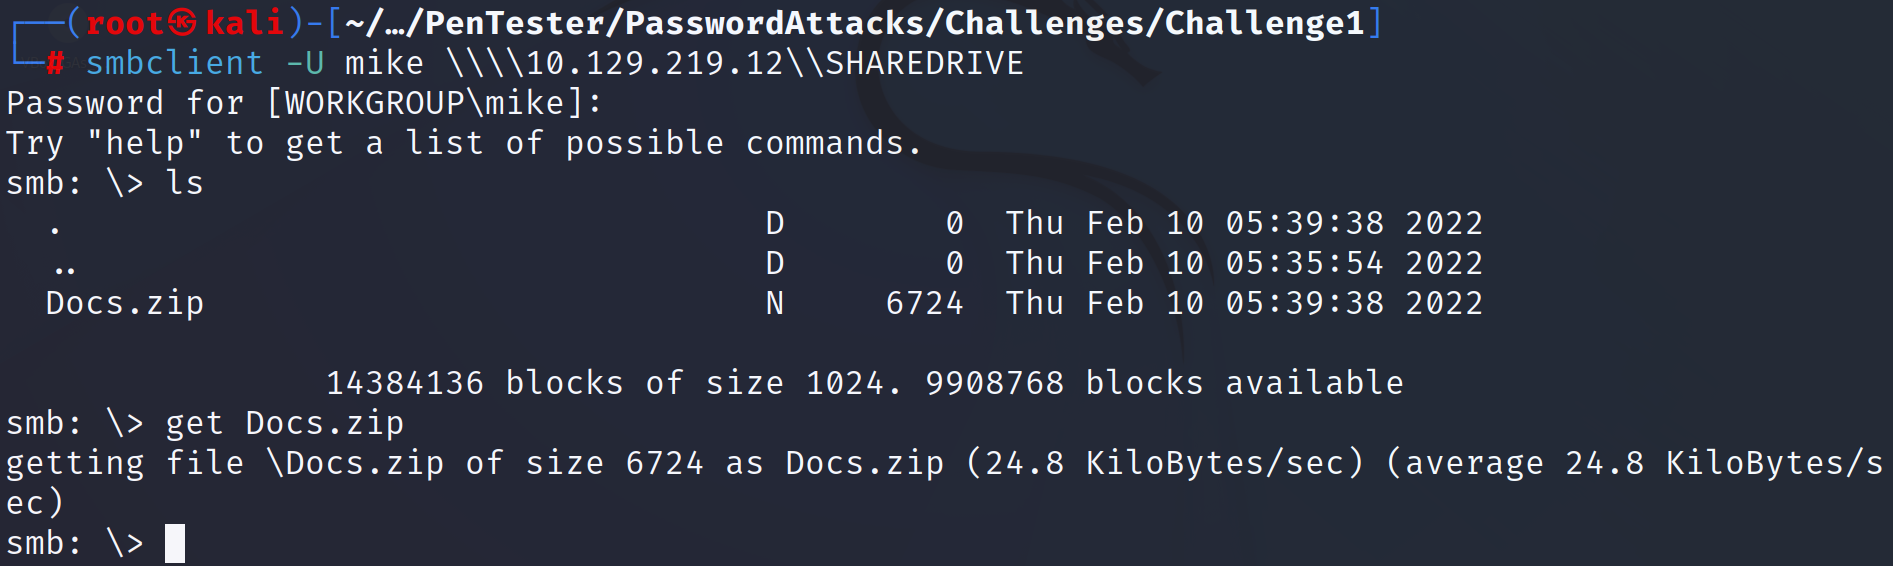 ┌──(root㉿kali)-[~/…/PenTester/PasswordAttacks/Challenges/Challenge1]
└─# smbclient -U mike \\\\10.129.219.12\\SHAREDRIVE
Password for [WORKGROUP\mike]:
Try "help" to get a list of possible commands.
smb: \> ls
  .                                   D        0  Thu Feb 10 05:39:38 2022
  ..                                  D        0  Thu Feb 10 05:35:54 2022
  Docs.zip                            N     6724  Thu Feb 10 05:39:38 2022

                14384136 blocks of size 1024. 9908768 blocks available
smb: \> get Docs.zip
getting file \Docs.zip of size 6724 as Docs.zip (24.8 KiloBytes/sec) (average 24.8 KiloBytes/s
ec)
smb: \>